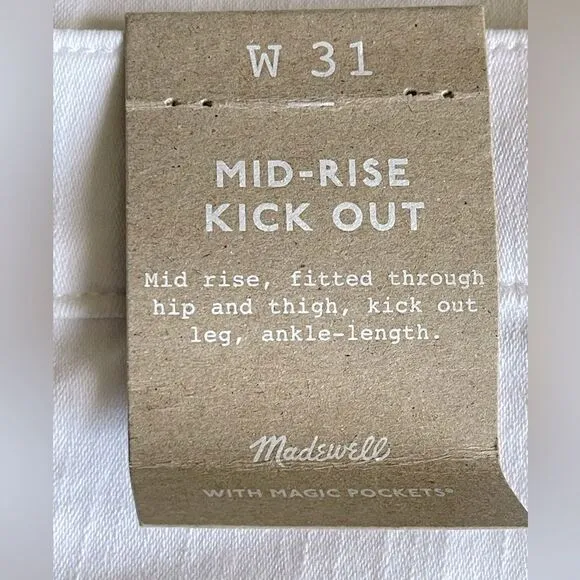 W 31
MID-RISE
KICK OUT
Mid rise, fitted through
hip and thigh, kick out
leg, ankle-length.
Madewell
WITH MAGIC POCKETS®